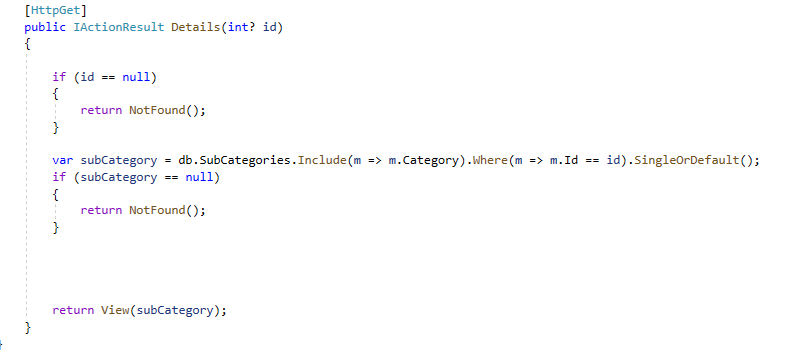 [HttpGet]
public IActionResult Details(int? id)
{
if (id == null)
{
return NotFound();
}
var subCategory = db.SubCategories.Include(m => m.Category).Where(m => m.Id == id).SingleOrDefault();
if (subCategory == null)
{
return NotFound();
}
return View(subCategory);
}
}